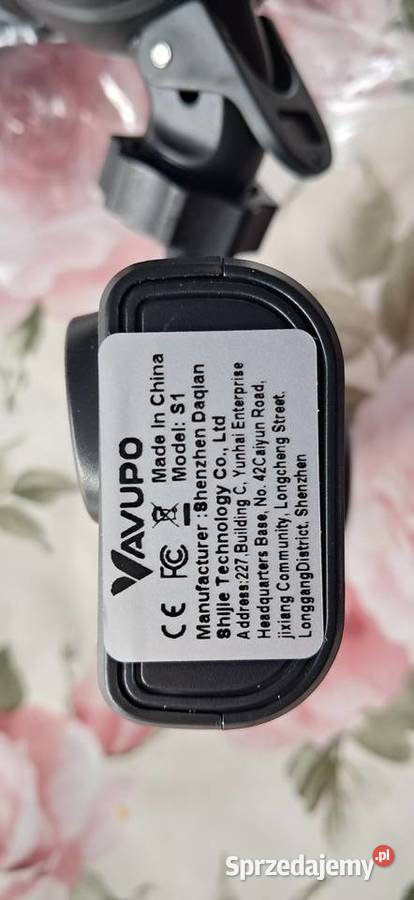 VAVUPO
CE FC Made In China
Model: S1
Manufacturer :Shenzhen Daqian
Shijie Technology Co., Ltd
Address:227,Building C, Yunhai Enterprise
Headquarters Base, No. 42Caiyun Road,
jixiang Community, Longcheng Street,
LonggangDistrict, Shenzhen
Sprzedajemy.pl